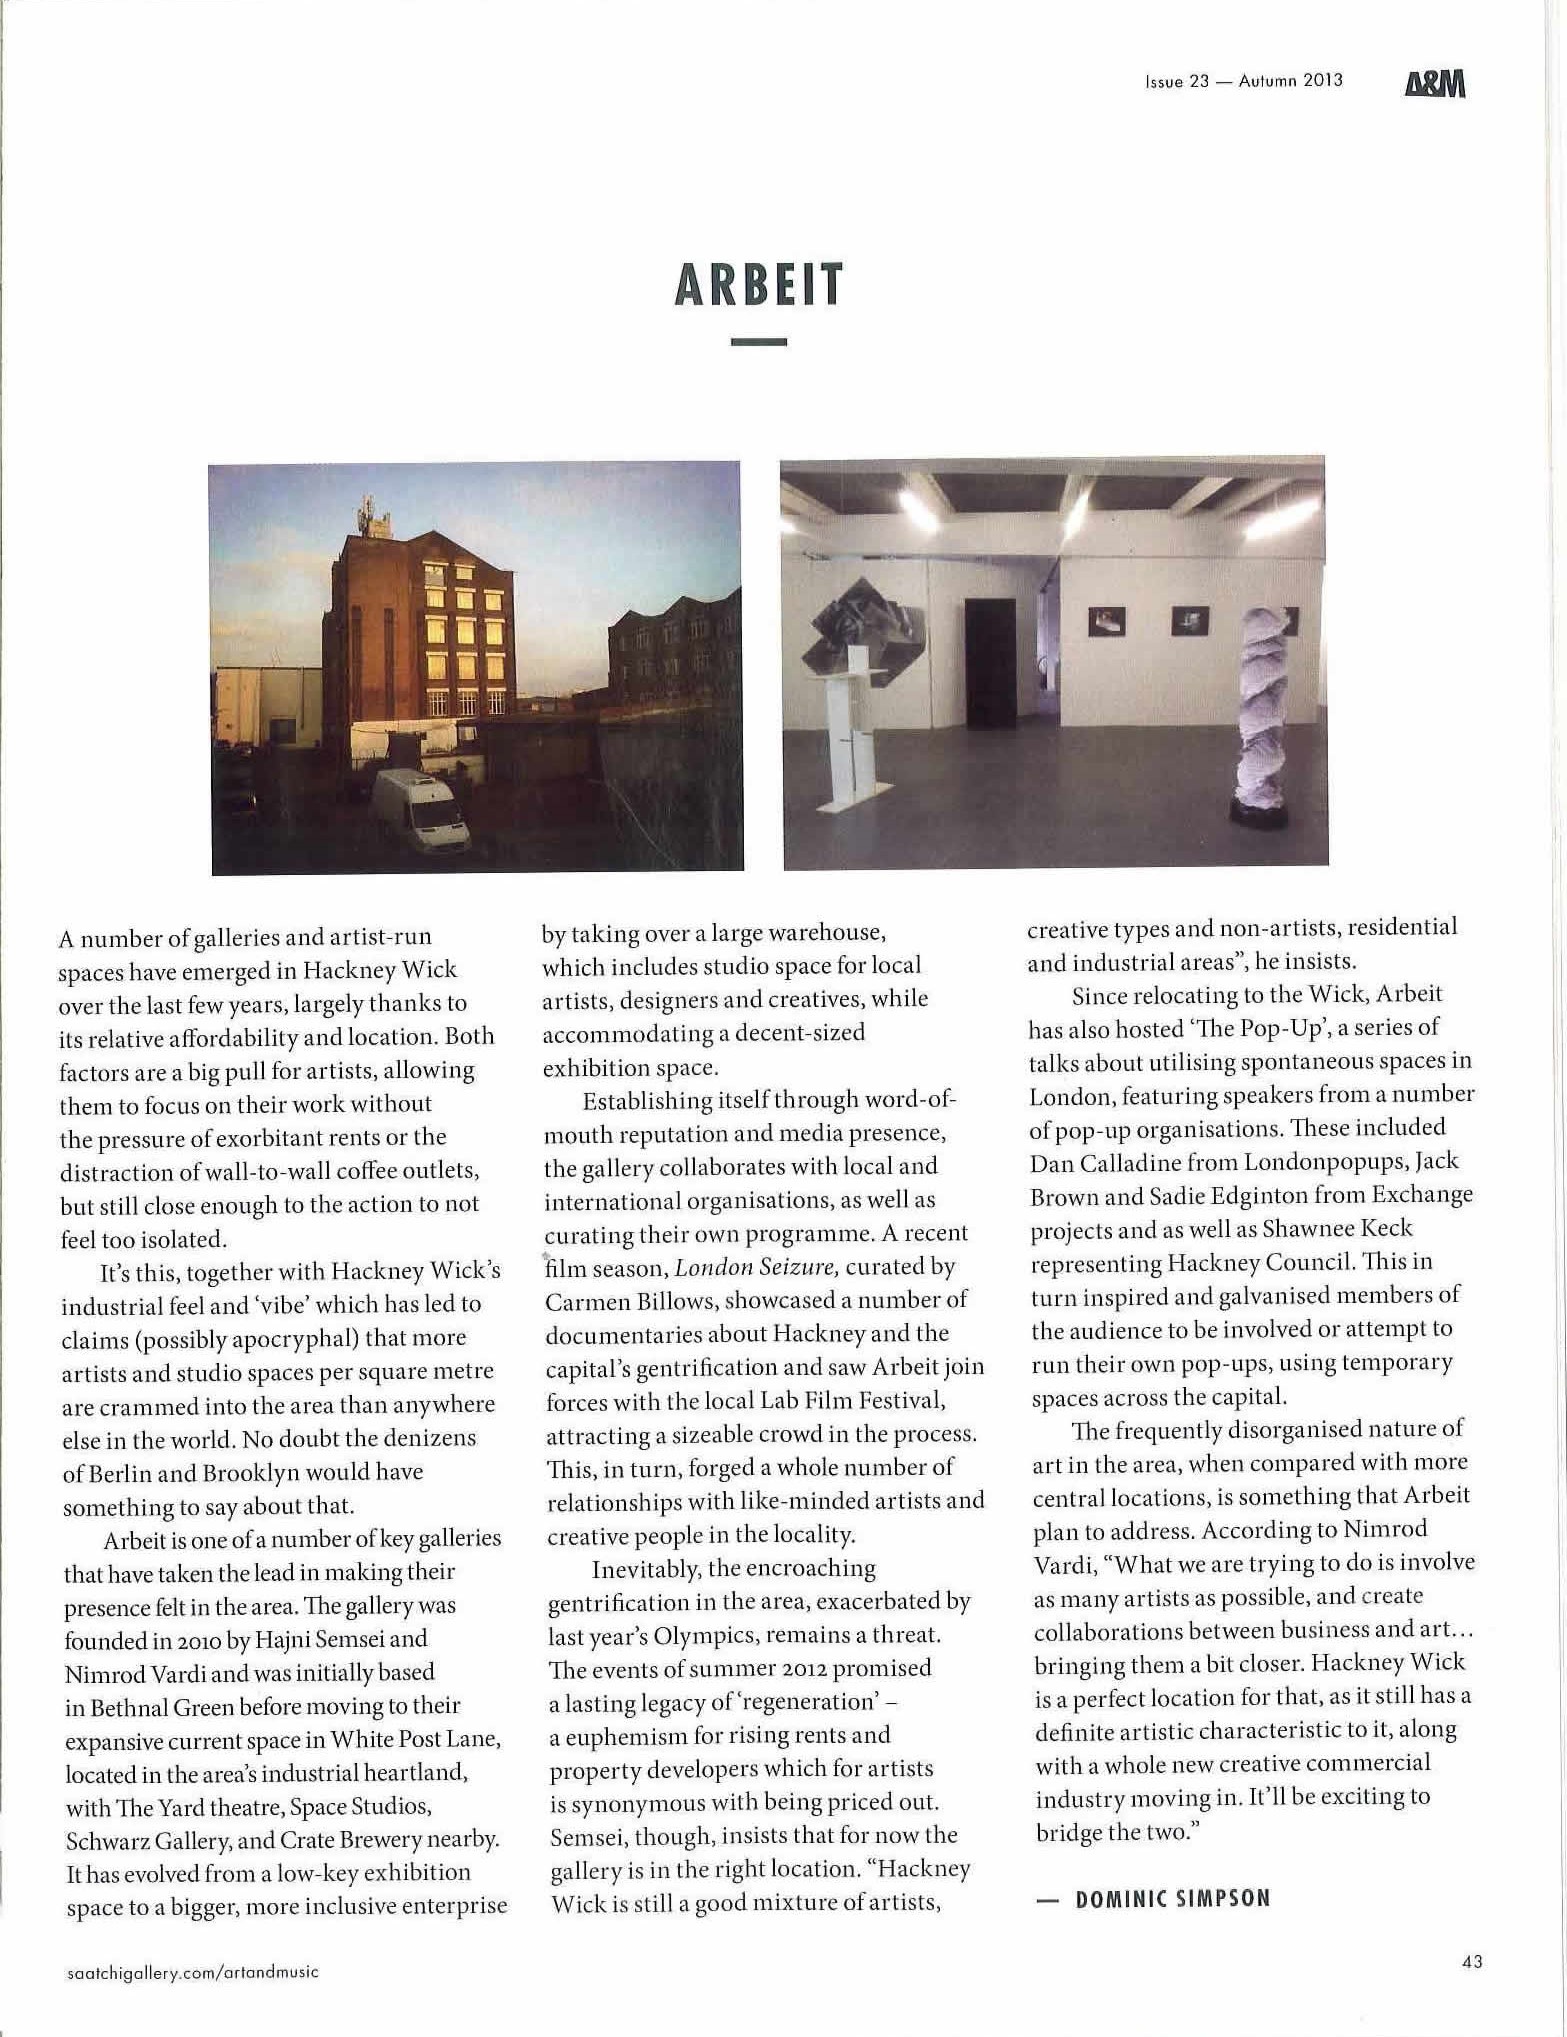 Issue 23 — Autumn 2013
A&M
ARBEIT
A number of galleries and artist-run
spaces have emerged in Hackney Wick
over the last few years, largely thanks to
its relative affordability and location. Both
factors are a big pull for artists, allowing
them to focus on their work without
the pressure of exorbitant rents or the
distraction of wall-to-wall coffee outlets,
but still close enough to the action to not
feel too isolated.
It's this, together with Hackney Wick's
industrial feel and ‘vibe’ which has led to
claims (possibly apocryphal) that more
artists and studio spaces per square metre
are crammed into the area than anywhere
else in the world. No doubt the denizens
of Berlin and Brooklyn would have
something to say about that.
Arbeit is one of a number of key galleries
that have taken the lead in making their
presence felt in the area. The gallery was
founded in 2010 by Hajni Semsei and
Nimrod Vardi and was initially based
in Bethnal Green before moving to their
expansive current space in White Post Lane,
located in the area's industrial heartland,
with The Yard theatre, Space Studios,
Schwarz Gallery, and Crate Brewery nearby.
It has evolved from a low-key exhibition
space to a bigger, more inclusive enterprise
by taking over a large warehouse,
which includes studio space for local
artists, designers and creatives, while
accommodating a decent-sized
exhibition space.
Establishing itself through word-of-
mouth reputation and media presence,
the gallery collaborates with local and
international organisations, as well as
curating their own programme. A recent
film season, London Seizure, curated by
Carmen Billows, showcased a number of
documentaries about Hackney and the
capital's gentrification and saw Arbeit join
forces with the local Lab Film Festival,
attracting a sizeable crowd in the process.
This, in turn, forged a whole number of
relationships with like-minded artists and
creative people in the locality.
Inevitably, the encroaching
gentrification in the area, exacerbated by
last year's Olympics, remains a threat.
The events of summer 2012 promised
a lasting legacy of ‘regeneration’ –
a euphemism for rising rents and
property developers which for artists
is synonymous with being priced out.
Semsei, though, insists that for now the
gallery is in the right location. “Hackney
Wick is still a good mixture of artists,
creative types and non-artists, residential
and industrial areas”, he insists.
Since relocating to the Wick, Arbeit
has also hosted ‘The Pop-Up’, a series of
talks about utilising spontaneous spaces in
London, featuring speakers from a number
of pop-up organisations. These included
Dan Calladine from Londonpopups, Jack
Brown and Sadie Edginton from Exchange
projects and as well as Shawnee Keck
representing Hackney Council. This in
turn inspired and galvanised members of
the audience to be involved or attempt to
run their own pop-ups, using temporary
spaces across the capital.
The frequently disorganised nature of
art in the area, when compared with more
central locations, is something that Arbeit
plan to address. According to Nimrod
Vardi, “What we are trying to do is involve
as many artists as possible, and create
collaborations between business and art...
bringing them a bit closer. Hackney Wick
is a perfect location for that, as it still has a
definite artistic characteristic to it, along
with a whole new creative commercial
industry moving in. It'll be exciting to
bridge the two.”
— DOMINIC SIMPSON
saatchigallery.com/artandmusic
43